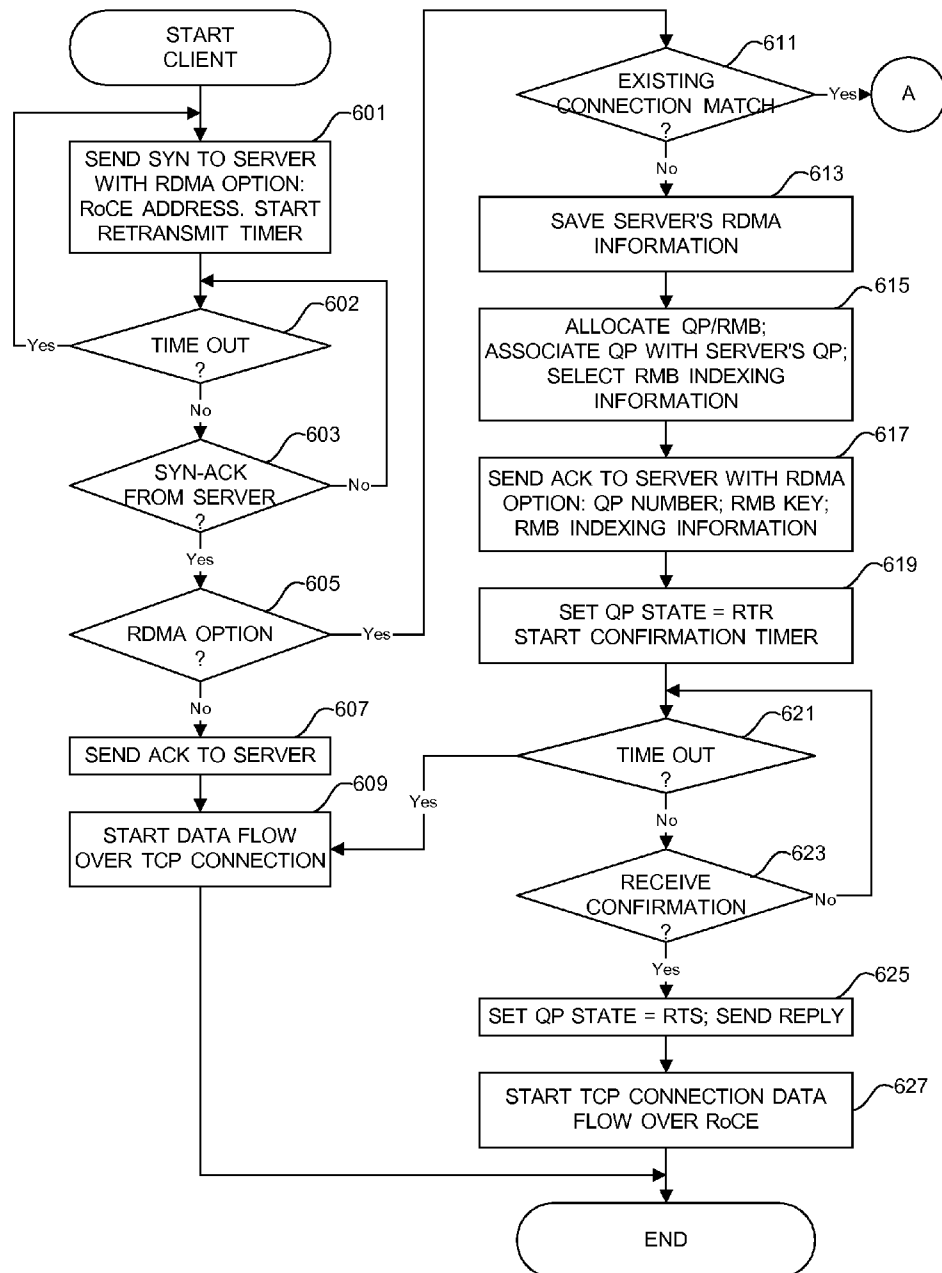 START
CLIENT
601
SEND SYN TO SERVER
WITH RDMA OPTION:
RoCE ADDRESS. START
RETRANSMIT TIMER
602
TIME OUT
?
Yes
No
603
SYN-ACK
FROM SERVER
?
No
Yes
605
RDMA OPTION
?
Yes
No
607
SEND ACK TO SERVER
609
START DATA FLOW
OVER TCP CONNECTION
611
EXISTING
CONNECTION MATCH
?
Yes
A
No
613
SAVE SERVER'S RDMA
INFORMATION
615
ALLOCATE QP/RMB;
ASSOCIATE QP WITH SERVER'S QP;
SELECT RMB INDEXING
INFORMATION
617
SEND ACK TO SERVER WITH RDMA
OPTION: QP NUMBER; RMB KEY;
RMB INDEXING INFORMATION
619
SET QP STATE = RTR
START CONFIRMATION TIMER
621
TIME OUT
?
Yes
No
623
RECEIVE
CONFIRMATION
?
No
Yes
625
SET QP STATE = RTS; SEND REPLY
627
START TCP CONNECTION DATA
FLOW OVER RoCE
END